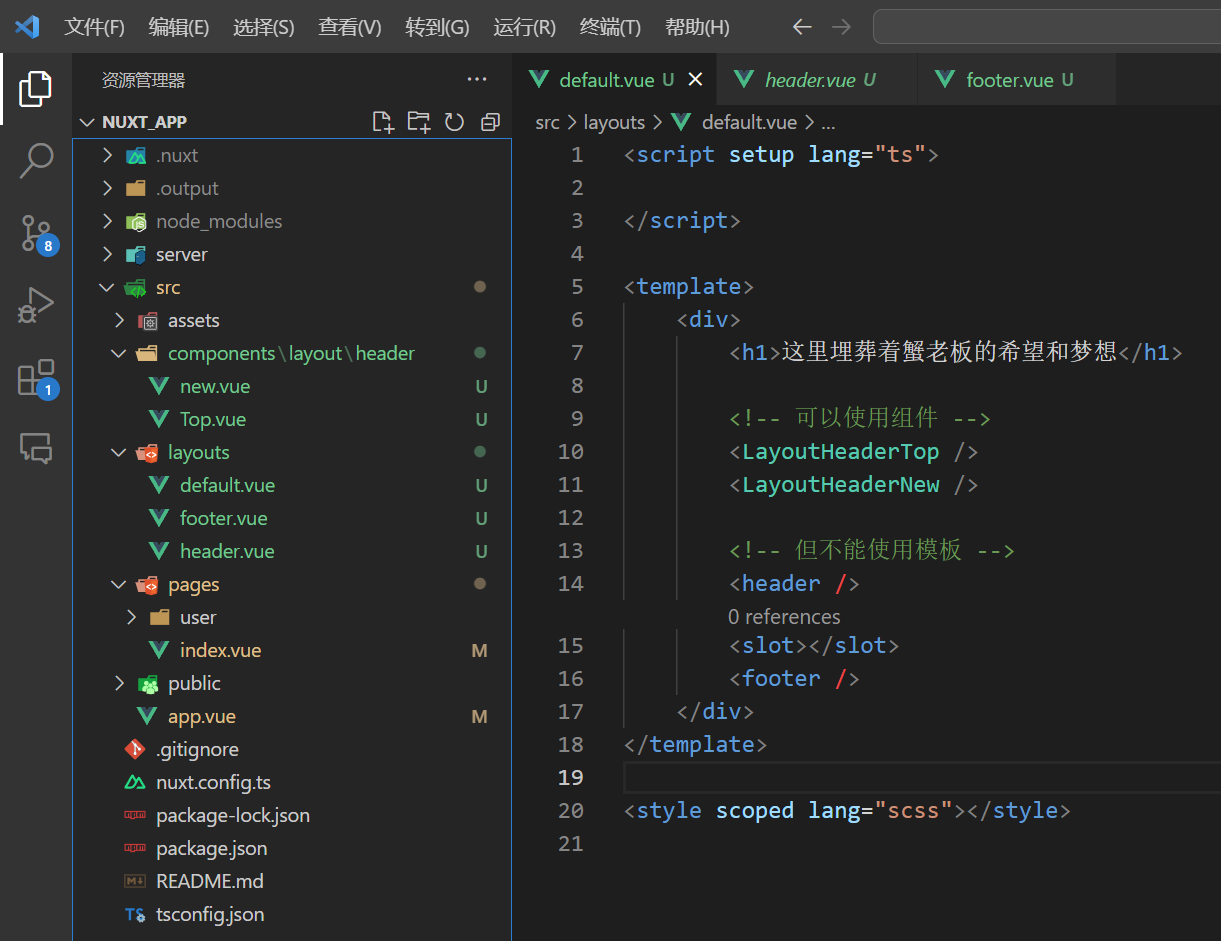 文件(F) 编辑(E) 选择(S) 查看(V) 转到(G) 运行(R) 终端(T) 帮助(H)
资源管理器
NUXT_APP
.nuxt
.output
node_modules
server
src
assets
components\layout\header
new.vue U
Top.vue U
layouts
default.vue U
footer.vue U
header.vue U
pages
user
index.vue M
public
app.vue M
.gitignore
nuxt.config.ts
package-lock.json
package.json
README.md
tsconfig.json
8
1
default.vue U header.vue U footer.vue U
src > layouts > default.vue > ...
1 <script setup lang="ts">
2
3 </script>
4
5 <template>
6 <div>
7 <h1>这里埋葬着蟹老板的希望和梦想</h1>
8
9 <!-- 可以使用组件 -->
10 <LayoutHeaderTop />
11 <LayoutHeaderNew />
12
13 <!-- 但不能使用模板 -->
14 <header />
0 references
15 <slot></slot>
16 <footer />
17 </div>
18 </template>
19
20 <style scoped lang="scss"></style>
21